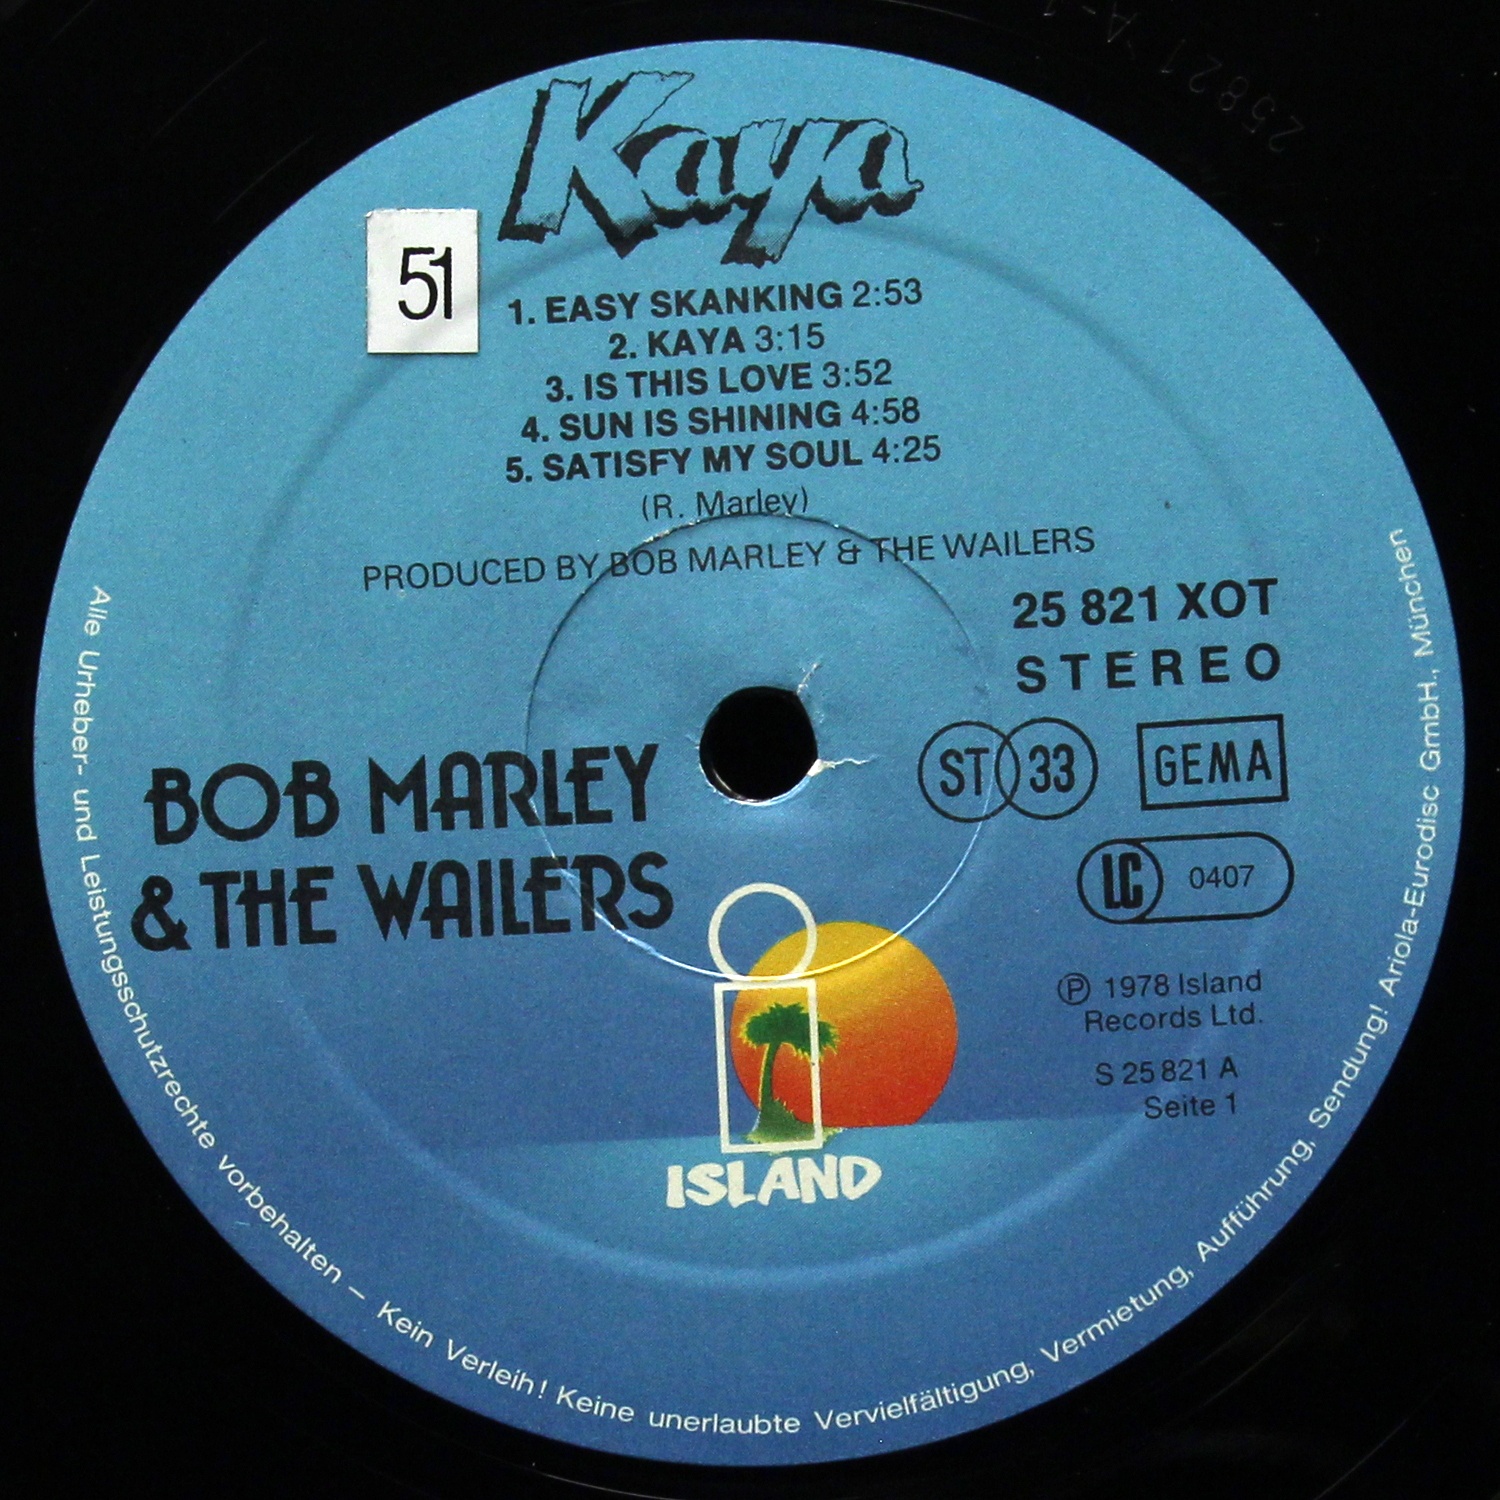 Kaya
51
1. EASY SKANKING 2:53
2. KAYA 3:15
3. IS THIS LOVE 3:52
4. SUN IS SHINING 4:58
5. SATISFY MY SOUL 4:25
(R. Marley)
PRODUCED BY BOB MARLEY & THE WAILERS
25 821 XOT
STEREO
ST 33
GEMA
LC 0407
BOB MARLEY
& THE WAILERS
℗ 1978 Island
Records Ltd.
S 25 821 A
Seite 1
ISLAND
Alle Urheber- und Leistungsschutzrechte vorbehalten – Kein Verleih! Keine unerlaubte Vervielfältigung, Vermietung, Aufführung, Sendung! Ariola-Eurodisc GmbH., München